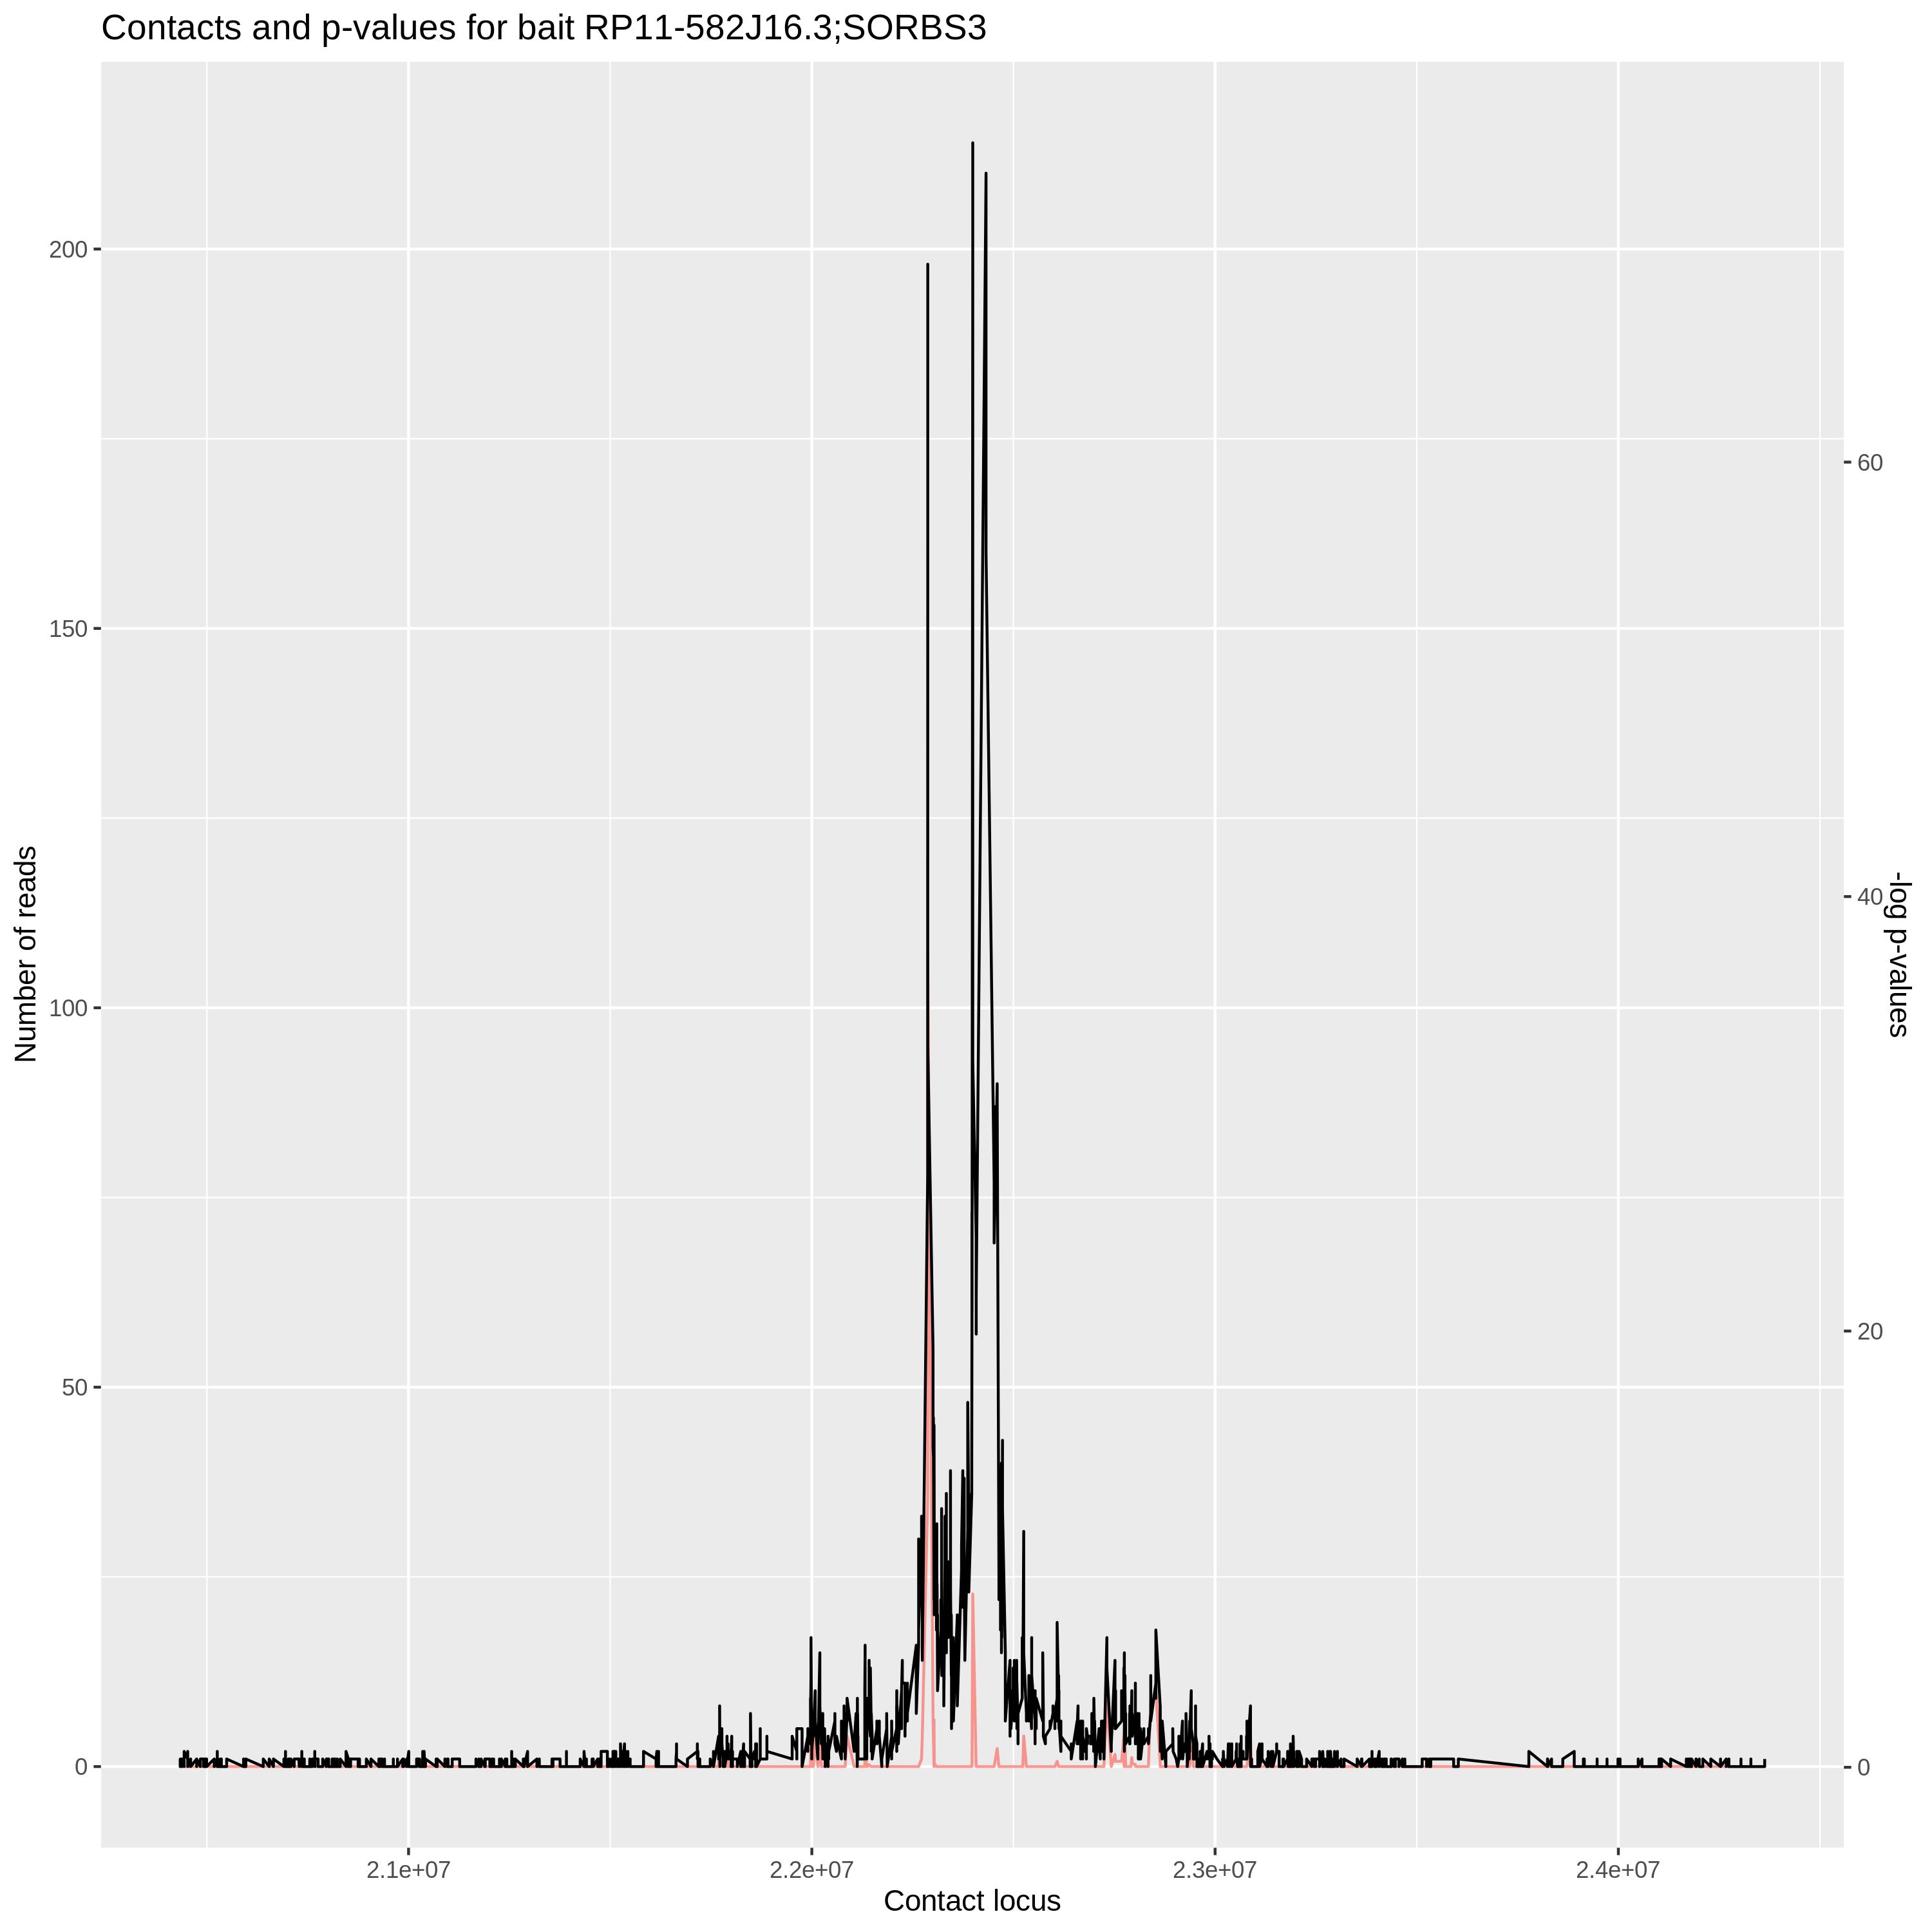 Contacts and p-values for bait RP11-582J16.3;SORBS3
200
150
100
50
0
Number of reads
60
40
20
0
-log p-values
2.1e+07 2.2e+07 2.3e+07 2.4e+07
Contact locus